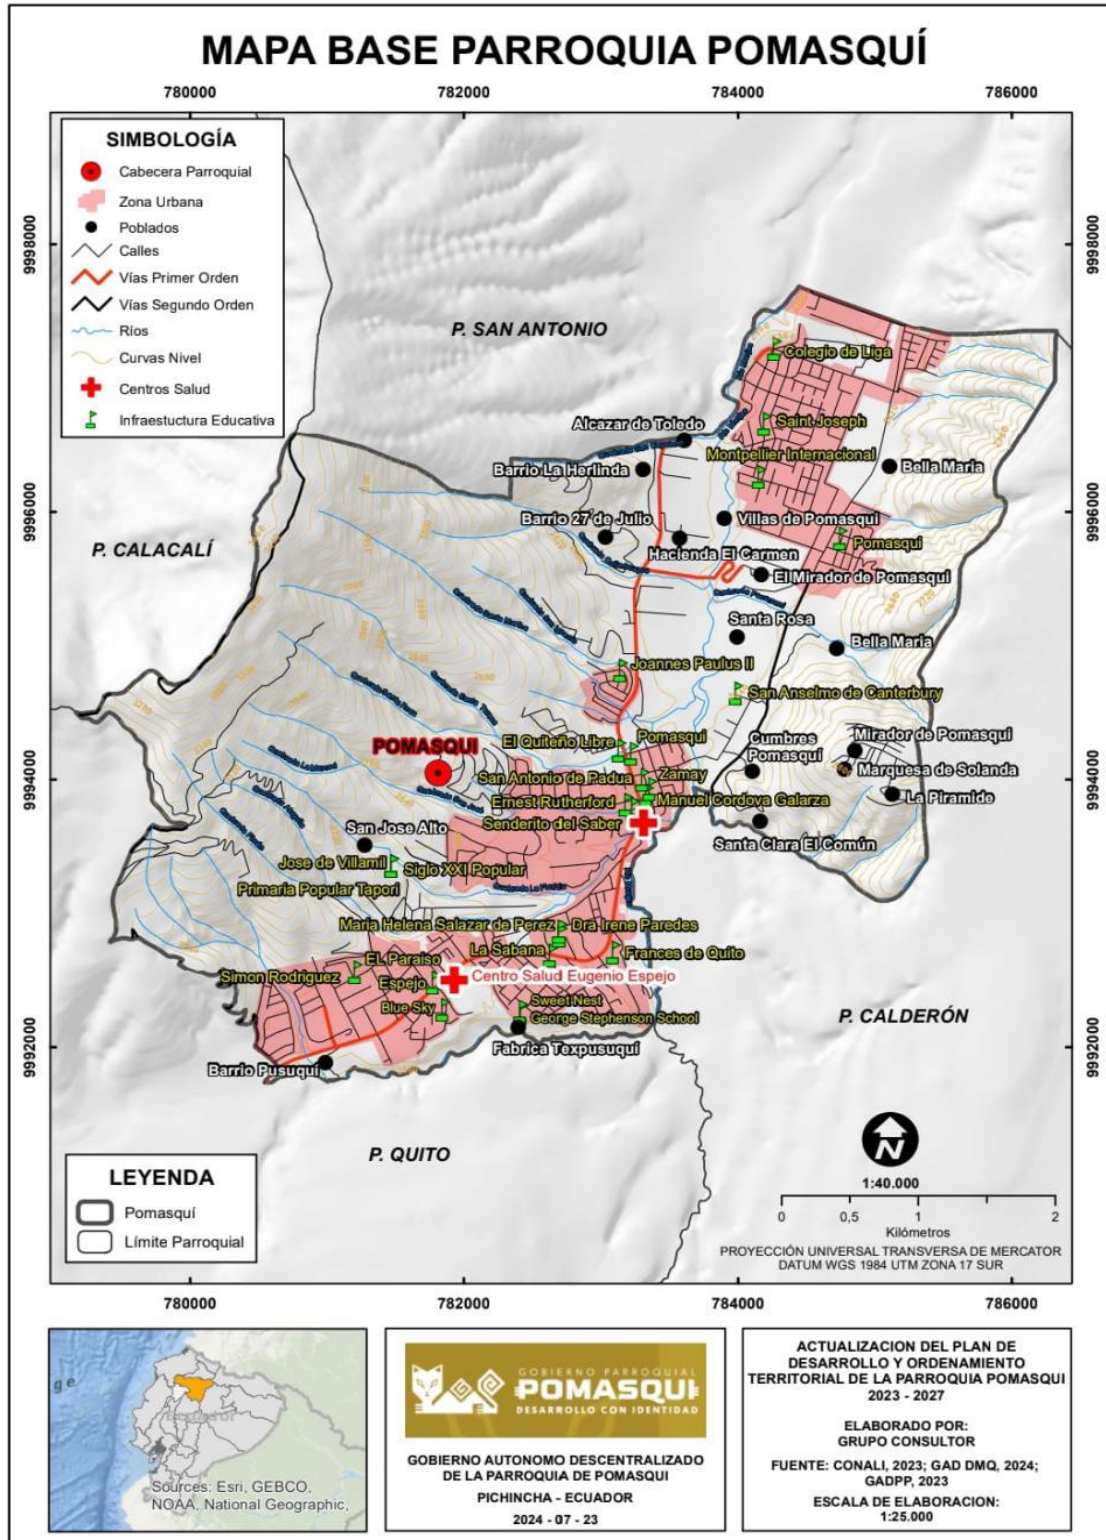 MAPA BASE PARROQUIA POMASQUÍ
780000
782000
784000
786000
SIMBOLOGÍA
Cabecera Parroquial
Zona Urbana
Poblados
Calles
Vías Primer Orden
Vías Segundo Orden
Ríos
Curvas Nivel
Centros Salud
Infraestuctura Educativa
9998000
9998000
P. SAN ANTONIO
Colegio de Liga
Saint Joseph
Alcazar de Toledo
Montpellier Internacional
Barrio La Herlinda
Bella Maria
9996000
9996000
Barrio 27 de Julio
Villas de Pomasqui
P. CALACALÍ
Hacienda El Carmen
Pomasqui
El Mirador de Pomasquí
Santa Rosa
Bella Maria
Joannes Paulus II
San Anselmo de Canterbury
POMASQUI
El Quiteño Libre
Pomasqui
Cumbres
Pomasquí
Mirador de Pomasquí
9994000
9994000
San Antonio de Padua
Zamay
Marquesa de Solanda
Ernest Rutherford
Manuel Cordova Galarza
La Piramide
Senderito del Saber
Santa Clara El Común
San Jose Alto
Jose de Villamil
Siglo XXI Popular
Primaria Popular Tapori
Maria Helena Salazar de Perez
Dra Irene Paredes
La Sabana
Frances de Quito
EL Paraiso
Simon Rodriguez
Espejo
Centro Salud Eugenio Espejo
Blue Sky
Sweet Nest
George Stephenson School
P. CALDERÓN
9992000
9992000
Fabrica Texpusuquí
Barrio Pusuquí
P. QUITO
N
1:40.000
0
0,5
1
2
Kilómetros
PROYECCIÓN UNIVERSAL TRANSVERSA DE MERCATOR
DATUM WGS 1984 UTM ZONA 17 SUR
LEYENDA
Pomasquí
Límite Parroquial
780000
782000
784000
786000
Ecuador
Sources: Esri, GEBCO,
NOAA, National Geographic,
GOBIERNO PARROQUIAL
POMASQUI
DESARROLLO CON IDENTIDAD
GOBIERNO AUTONOMO DESCENTRALIZADO
DE LA PARROQUIA DE POMASQUI
PICHINCHA - ECUADOR
2024 - 07 - 23
ACTUALIZACION DEL PLAN DE
DESARROLLO Y ORDENAMIENTO
TERRITORIAL DE LA PARROQUIA POMASQUI
2023 - 2027
ELABORADO POR:
GRUPO CONSULTOR
FUENTE: CONALI, 2023; GAD DMQ, 2024;
GADPP, 2023
ESCALA DE ELABORACION:
1:25.000